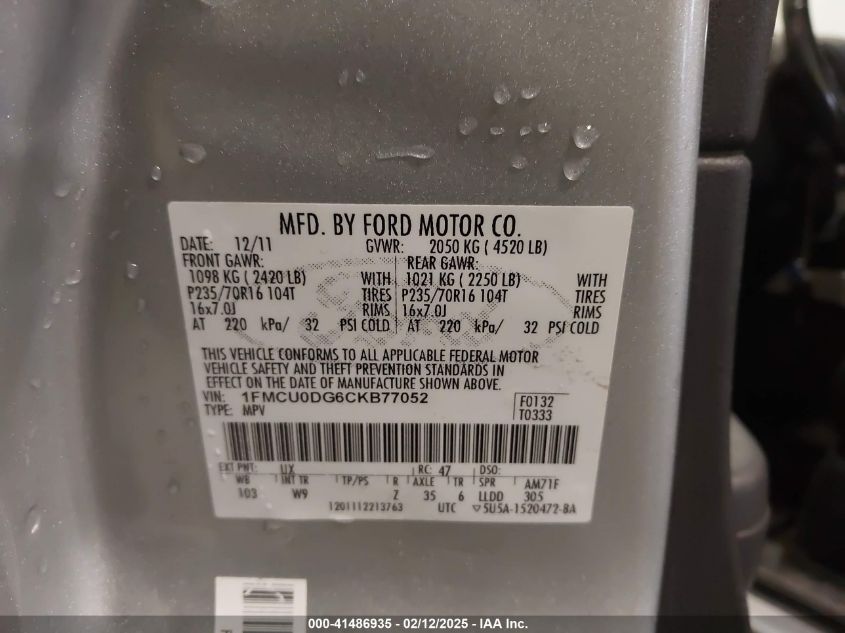 MFD. BY FORD MOTOR CO.
DATE: 12/11 GVWR: 2050 KG ( 4520 LB)
FRONT GAWR: REAR GAWR:
1098 KG ( 2420 LB) WITH 1021 KG ( 2250 LB) WITH
P235/70R16 104T TIRES P235/70R16 104T TIRES
16x7.0J RIMS 16x7.0J RIMS
AT 220 kPa/ 32 PSI COLD AT 220 kPa/ 32 PSI COLD
THIS VEHICLE CONFORMS TO ALL APPLICABLE FEDERAL MOTOR
VEHICLE SAFETY AND THEFT PREVENTION STANDARDS IN
EFFECT ON THE DATE OF MANUFACTURE SHOWN ABOVE.
VIN: 1FMCU0DG6CKB77052 F0132
TYPE: MPV T0333
EXT PNT: UX RC: 47 DSO:
WB INT TR TP/PS R AXLE TR SPR AM71F
103 W9 Z 35 6 LLDD 305
1201112213763 UTC ▽5U5A-1520472-BA
000-41486935 - 02/12/2025 - IAA Inc.